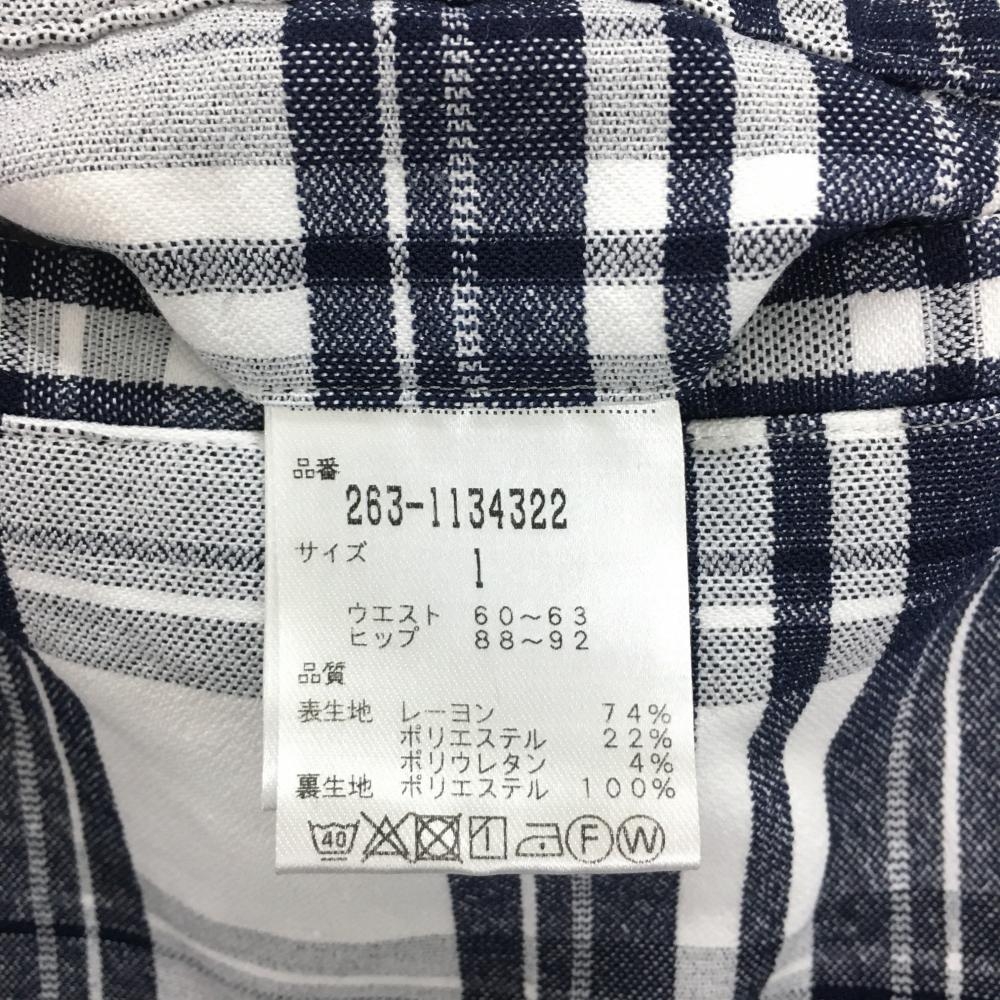 品番
263-1134322
サイズ 1
ウエスト 60～63
ヒップ 88～92
品質
表生地 レーヨン 74%
ポリエステル 22%
ポリウレタン 4%
裏生地 ポリエステル 100%
40 1 F W